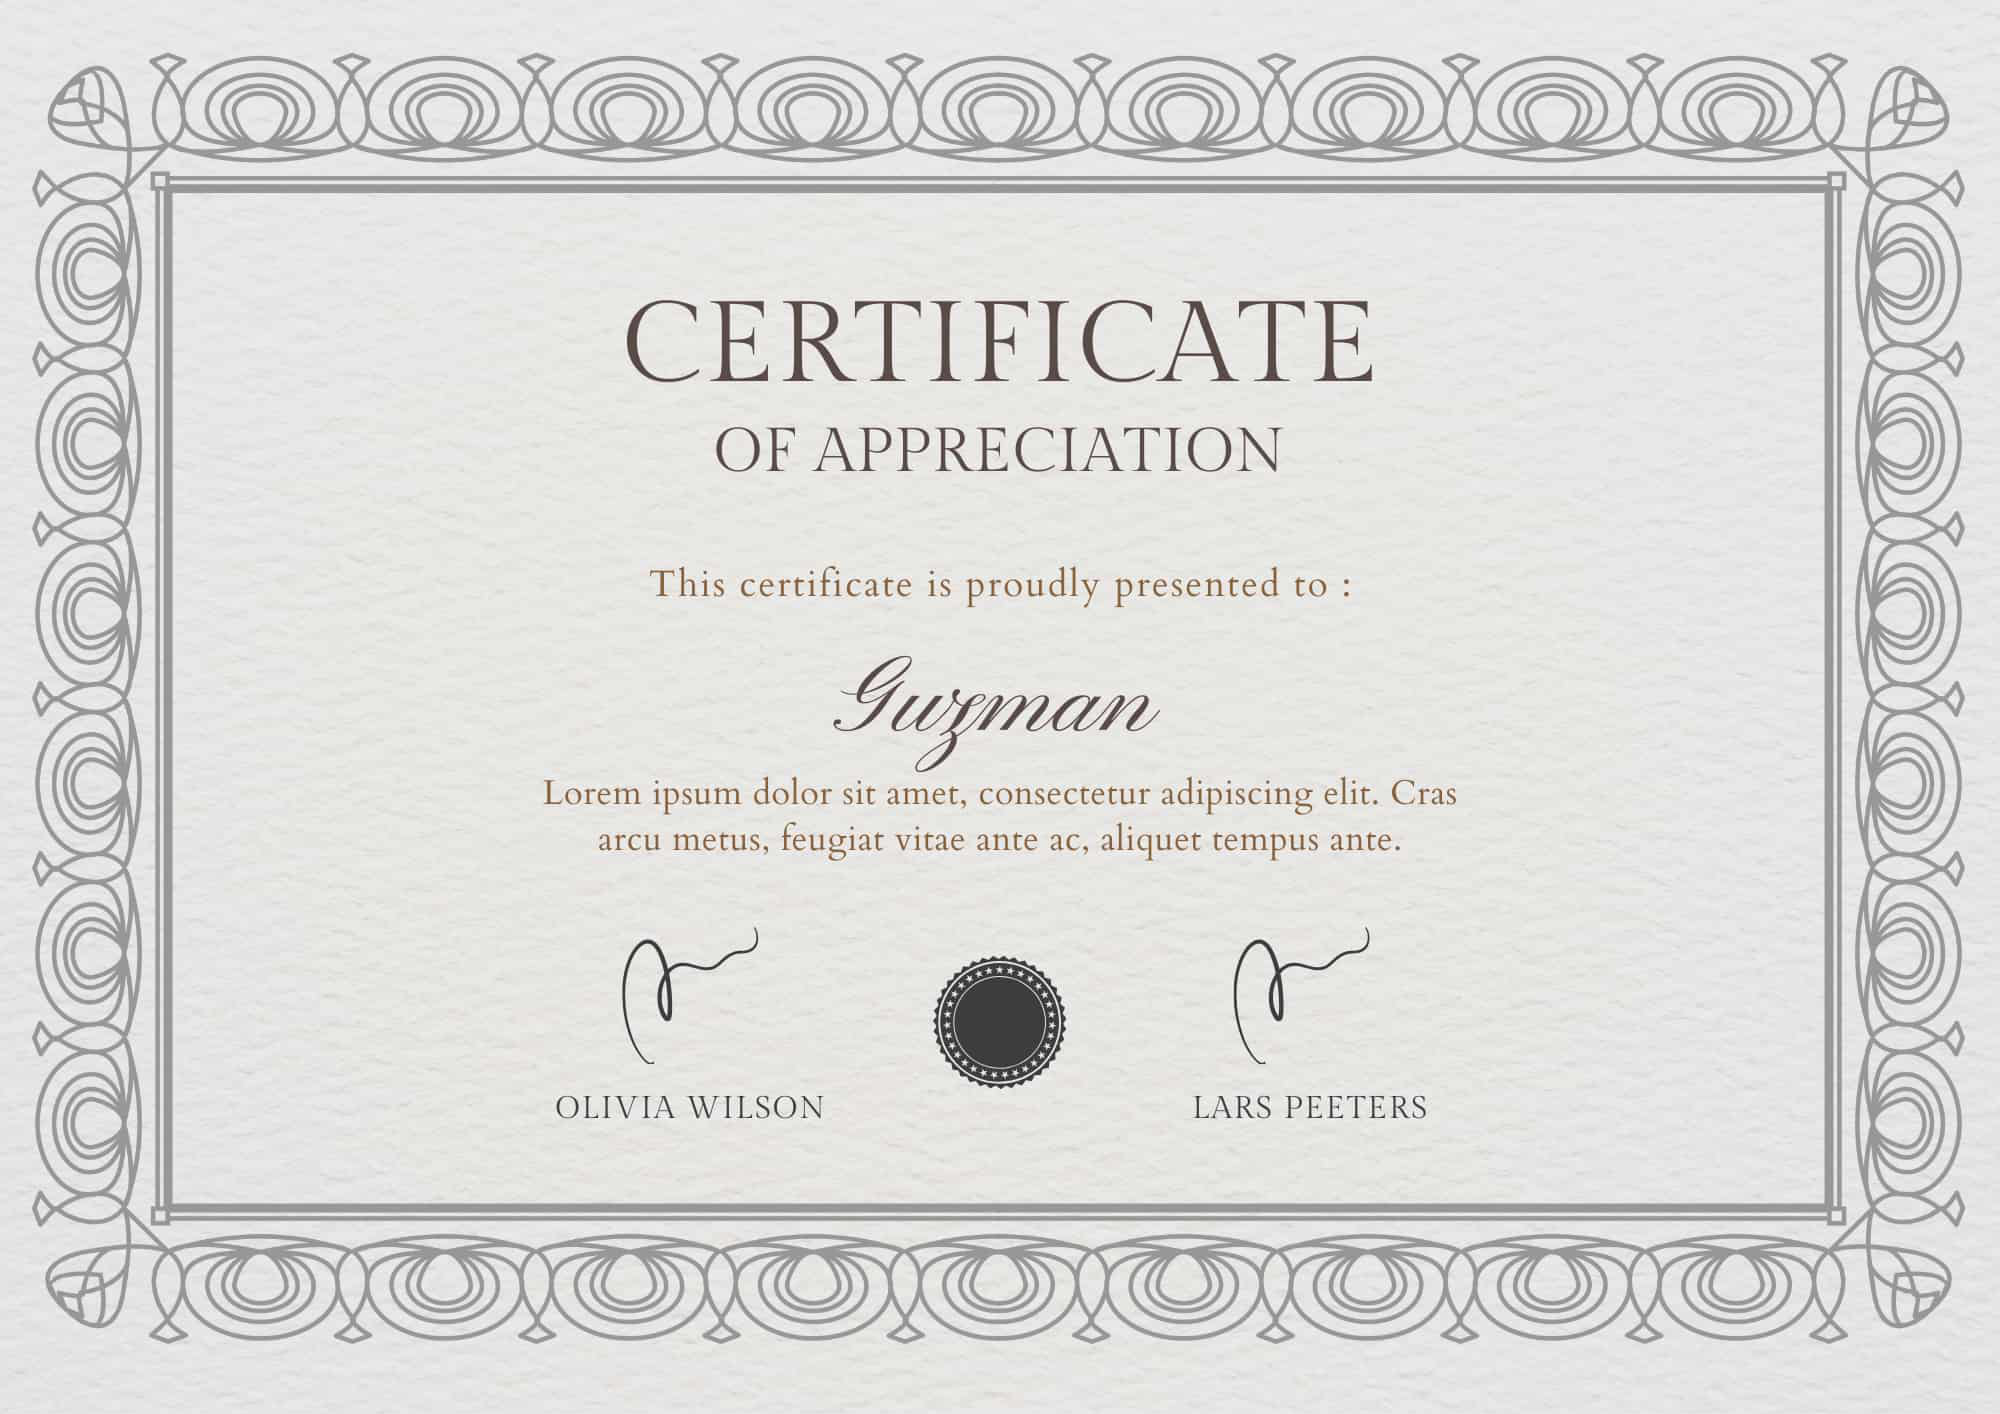 CERTIFICATE
OF APPRECIATION
This certificate is proudly presented to :
Guzman
Lorem ipsum dolor sit amet, consectetur adipiscing elit. Cras
arcu metus, feugiat vitae ante ac, aliquet tempus ante.
OLIVIA WILSON
LARS PEETERS